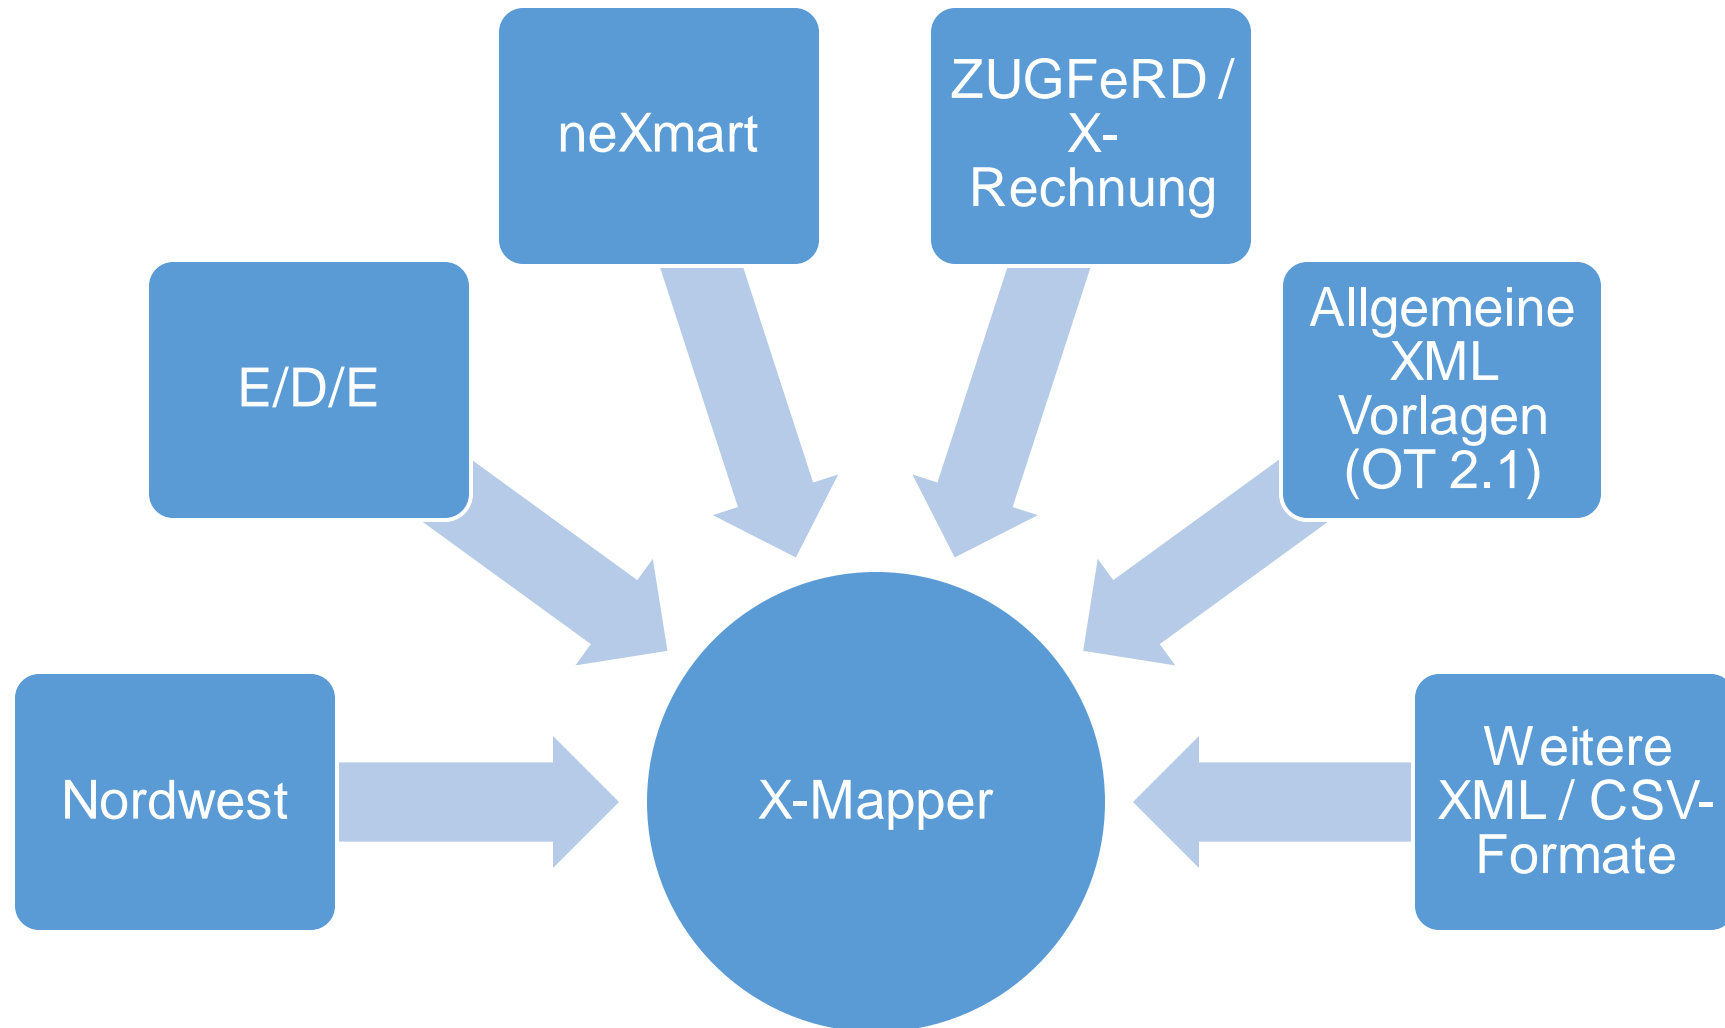 neXmart
ZUGFeRD /
X-
Rechnung
E/D/E
Allgemeine
XML
Vorlagen
(OT 2.1)
Nordwest
X-Mapper
Weitere
XML / CSV-
Formate